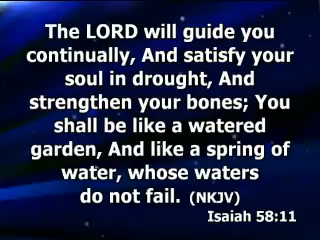 The LORD will guide you
continually, And satisfy your
soul in drought, And
strengthen your bones; You
shall be like a watered
garden, And like a spring of
water, whose waters
do not fail. (NKJV)
Isaiah 58:11